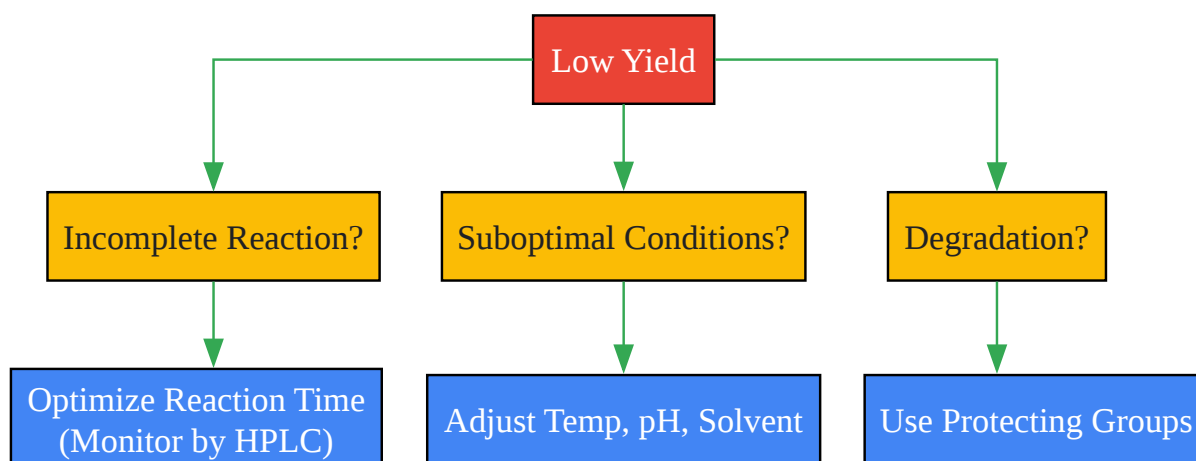 Low Yield
Incomplete Reaction?
Suboptimal Conditions?
Degradation?
Optimize Reaction Time
(Monitor by HPLC)
Adjust Temp, pH, Solvent
Use Protecting Groups